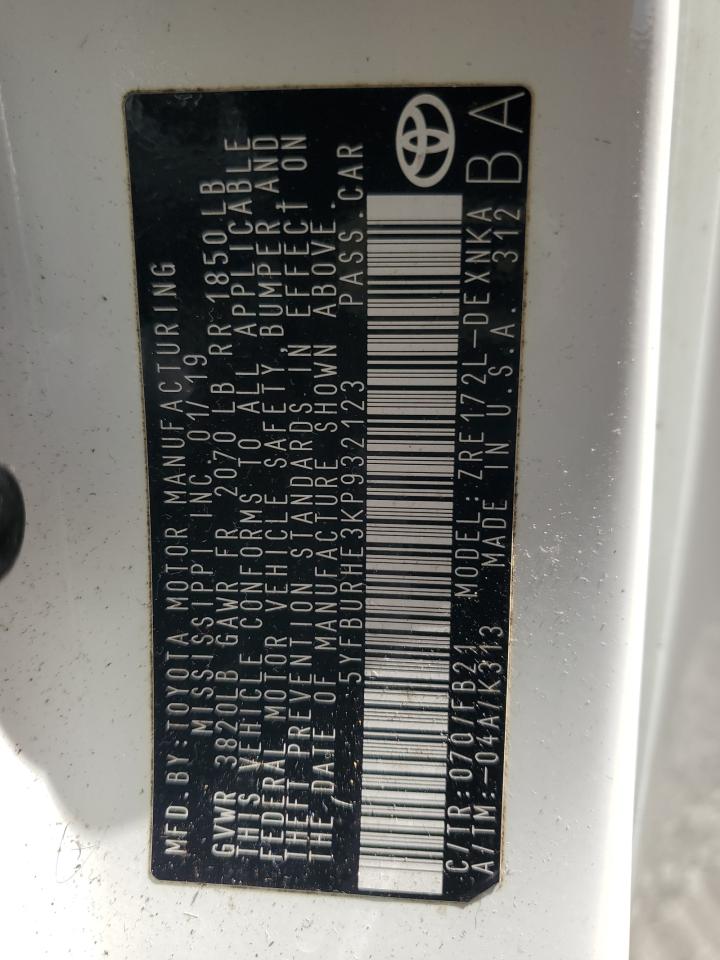 MFD.BY:TOYOTA MOTOR MANUFACTURING
MISSISSIPPI INC. 01/19
GVWR 3820LB GAWR FR 2070 LB RR 1850 LB
THIS VEHICLE CONFORMS TO ALL APPLICABLE
FEDERAL MOTOR VEHICLE SAFETY, BUMPER AND
THEFT PREVENTION STANDARDS IN EFFECT ON
THE DATE OF MANUFACTURE SHOWN ABOVE.
5YFBURHE3KP932123 PASS.CAR
C/TR:070/FB21 MODEL:ZRE172L-DEXNKA
A/TM:-04A/K313 MADE IN U.S.A. 312 BA